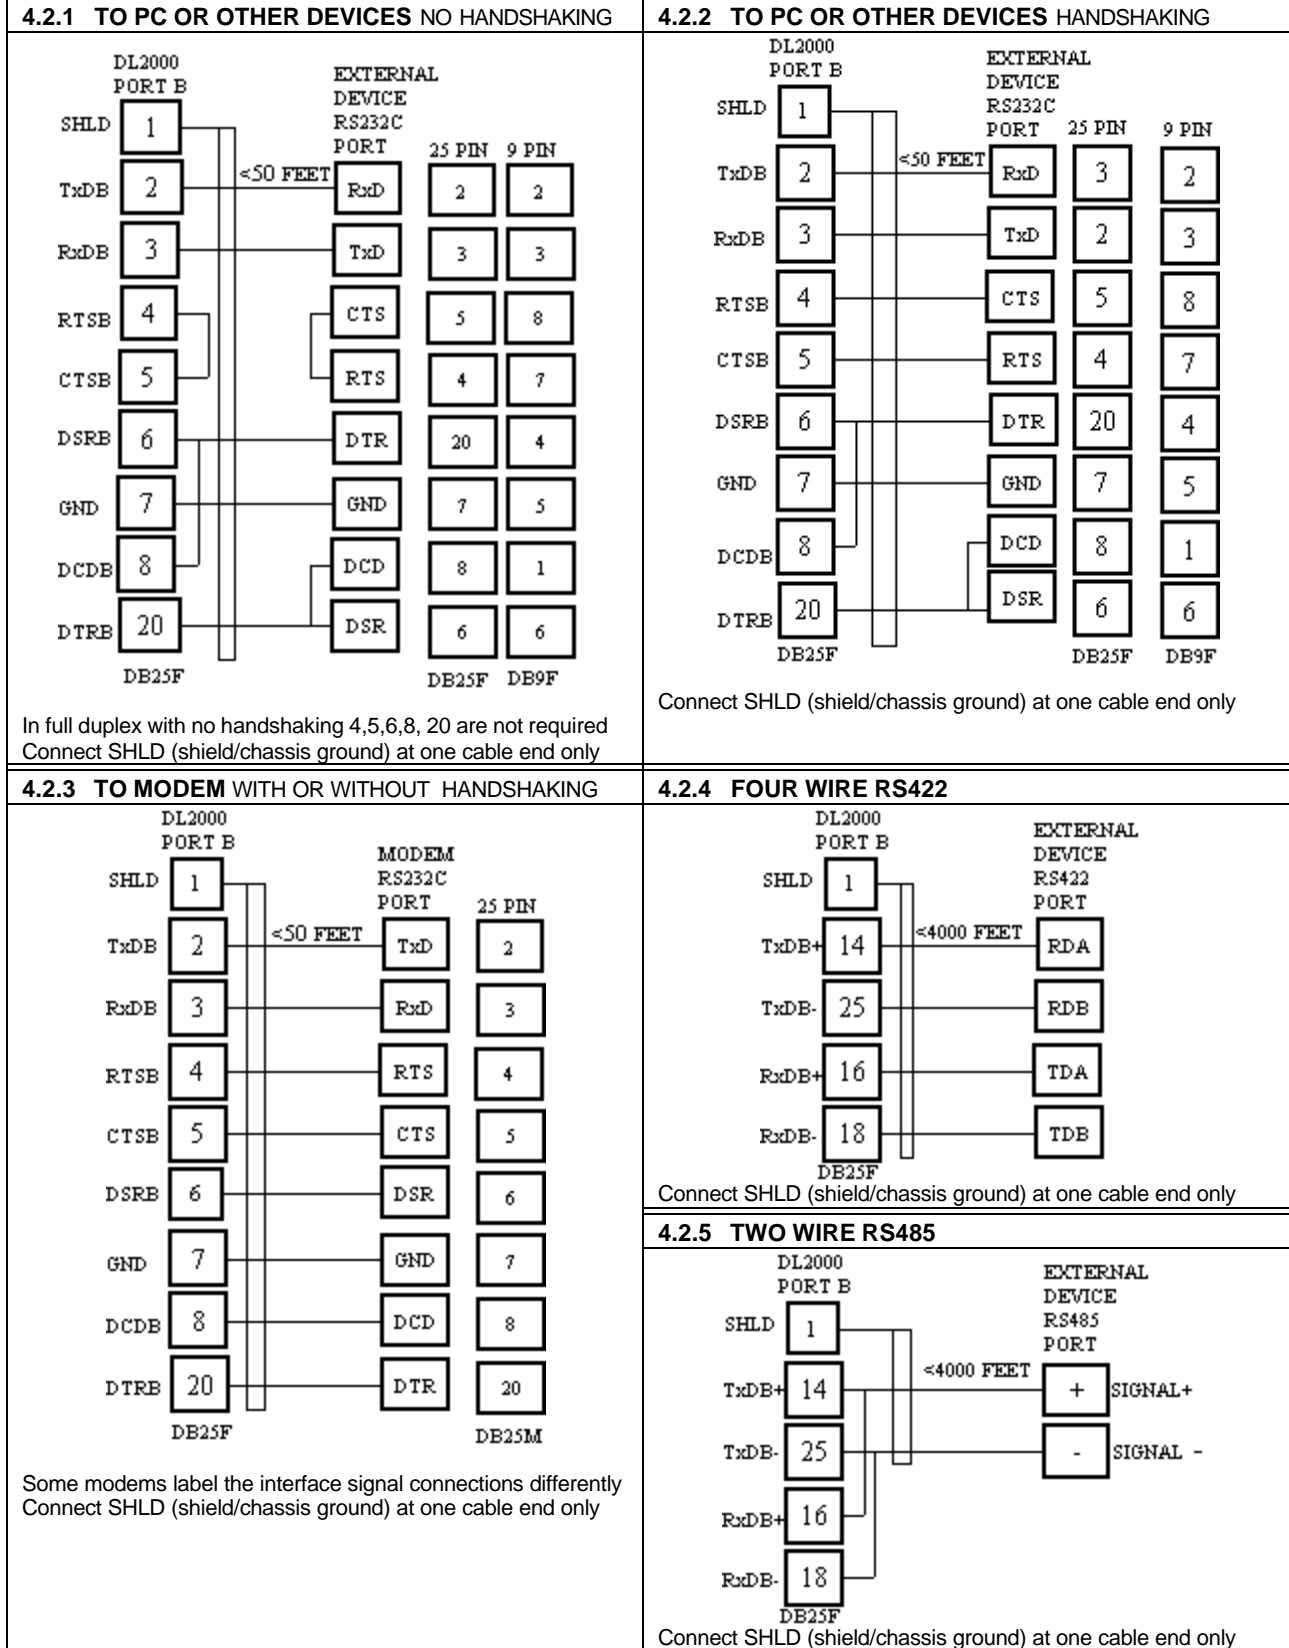 4.2.1 TO PC OR OTHER DEVICES NO HANDSHAKING
DL2000
PORT B
EXTERNAL
DEVICE
RS232C
PORT
25 PIN 9 PIN
SHLD 1
TxDB 2 <50 FEET RxD 2 2
RxDB 3 TxD 3 3
RTSB 4 CTS 5 8
CTSB 5 RTS 4 7
DSRB 6 DTR 20 4
GND 7 GND 7 5
DCDB 8 DCD 8 1
DTRB 20 DSR 6 6
DB25F DB25F DB9F
In full duplex with no handshaking 4,5,6,8, 20 are not required
Connect SHLD (shield/chassis ground) at one cable end only
4.2.2 TO PC OR OTHER DEVICES HANDSHAKING
DL2000
PORT B
EXTERNAL
DEVICE
RS232C
PORT 25 PIN 9 PIN
SHLD 1
TxDB 2 <50 FEET RxD 3 2
RxDB 3 TxD 2 3
RTSB 4 CTS 5 8
CTSB 5 RTS 4 7
DSRB 6 DTR 20 4
GND 7 GND 7 5
DCDB 8 DCD 8 1
DTRB 20 DSR 6 6
DB25F DB25F DB9F
Connect SHLD (shield/chassis ground) at one cable end only
4.2.3 TO MODEM WITH OR WITHOUT HANDSHAKING
DL2000
PORT B
MODEM
RS232C
PORT
25 PIN
SHLD 1
TxDB 2 <50 FEET TxD 2
RxDB 3 RxD 3
RTSB 4 RTS 4
CTSB 5 CTS 5
DSRB 6 DSR 6
GND 7 GND 7
DCDB 8 DCD 8
DTRB 20 DTR 20
DB25F DB25M
Some modems label the interface signal connections differently
Connect SHLD (shield/chassis ground) at one cable end only
4.2.4 FOUR WIRE RS422
DL2000
PORT B
EXTERNAL
DEVICE
RS422
PORT
SHLD 1
TxDB+ 14 <4000 FEET RDA
TxDB- 25 RDB
RxDB+ 16 TDA
RxDB- 18 TDB
DB25F
Connect SHLD (shield/chassis ground) at one cable end only
4.2.5 TWO WIRE RS485
DL2000
PORT B
EXTERNAL
DEVICE
RS485
PORT
SHLD 1
TxDB+ 14 <4000 FEET + SIGNAL+
TxDB- 25 - SIGNAL -
RxDB+ 16
RxDB- 18
DB25F
Connect SHLD (shield/chassis ground) at one cable end only